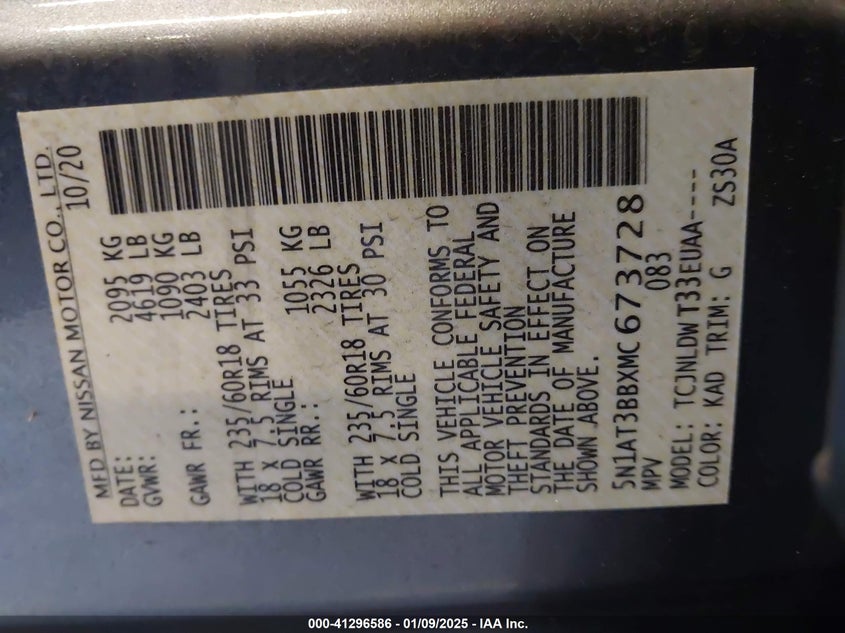 MFD BY NISSAN MOTOR CO., LTD.
DATE: 10/20
GVWR: 2095 KG
4619 LB
GAWR FR.: 1090 KG
2403 LB
WITH 235/60R18 TIRES
18 X 7.5 RIMS AT 33 PSI
COLD SINGLE
GAWR RR.: 1055 KG
2326 LB
WITH 235/60R18 TIRES
18 X 7.5 RIMS AT 30 PSI
COLD SINGLE
THIS VEHICLE CONFORMS TO
ALL APPLICABLE FEDERAL
MOTOR VEHICLE SAFETY AND
THEFT PREVENTION
STANDARDS IN EFFECT ON
THE DATE OF MANUFACTURE
SHOWN ABOVE.
5N1AT3BBXMC673728
MPV 083
MODEL: TCJNLDW T33EUAA----
COLOR: KAD TRIM: G ZS30A
000-41296586 - 01/09/2025 - IAA Inc.